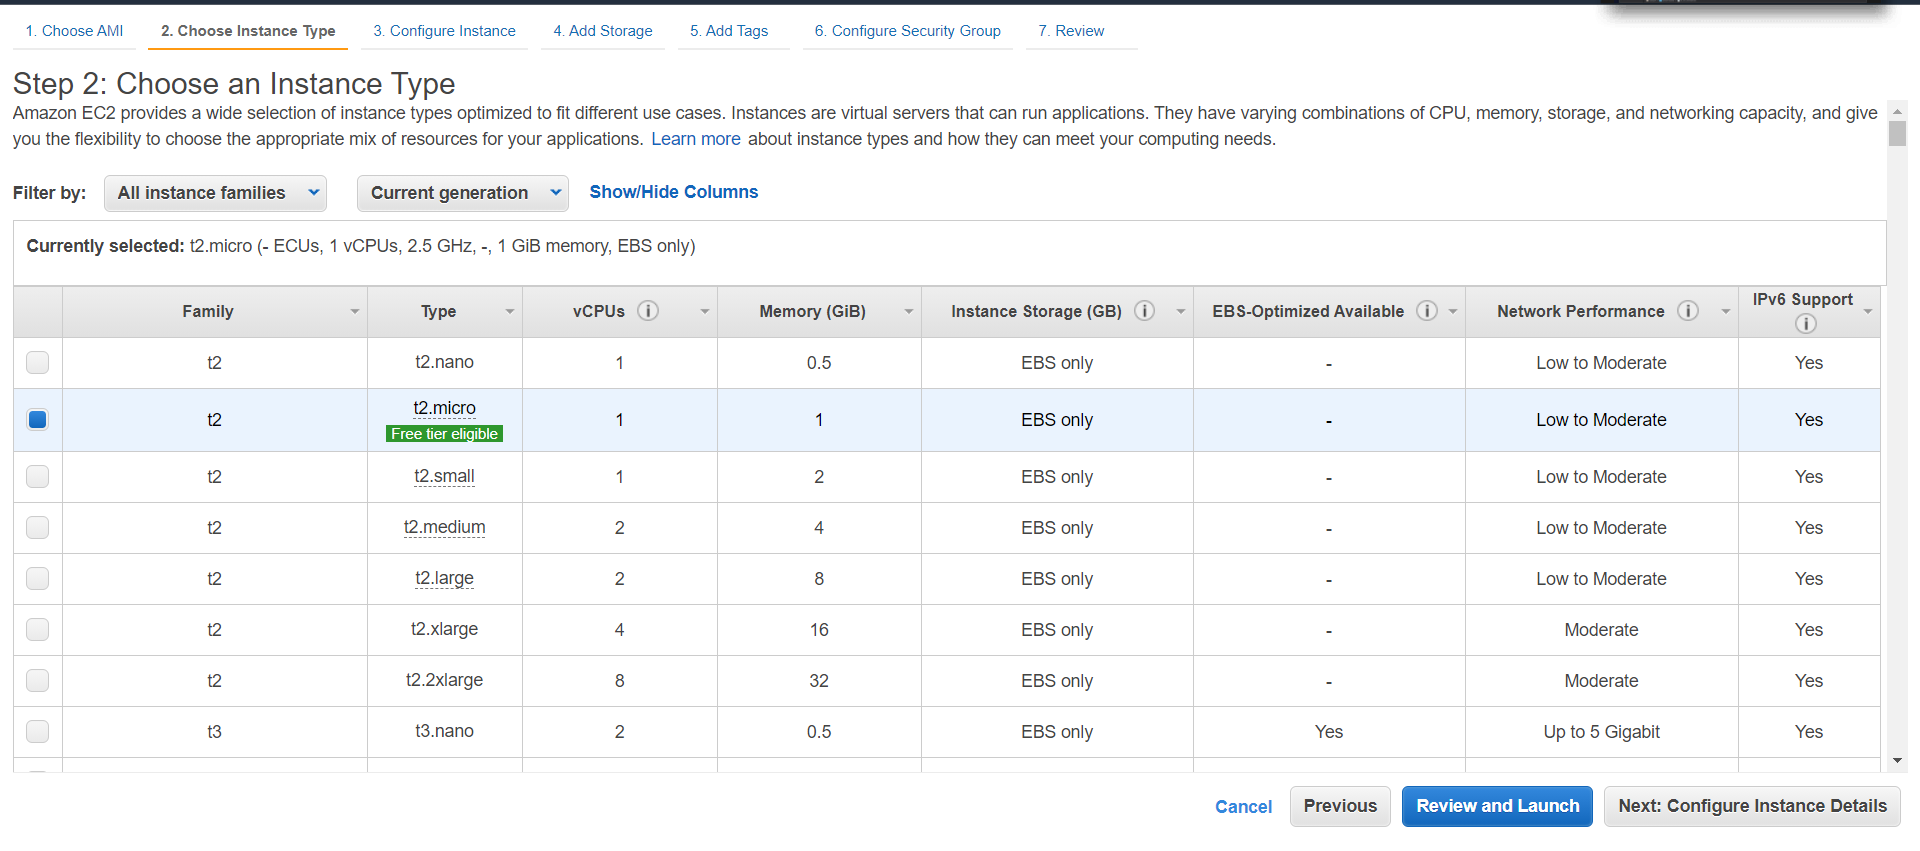 1. Choose AMI 2. Choose Instance Type 3. Configure Instance 4. Add Storage 5. Add Tags 6. Configure Security Group 7. Review
Step 2: Choose an Instance Type
Amazon EC2 provides a wide selection of instance types optimized to fit different use cases. Instances are virtual servers that can run applications. They have varying combinations of CPU, memory, storage, and networking capacity, and give
you the flexibility to choose the appropriate mix of resources for your applications. Learn more about instance types and how they can meet your computing needs.
Filter by: All instance families Current generation Show/Hide Columns
Currently selected: t2.micro (- ECUs, 1 vCPUs, 2.5 GHz, -, 1 GiB memory, EBS only)
Family Type vCPUs i Memory (GiB) Instance Storage (GB) i EBS-Optimized Available i Network Performance i IPv6 Support i
t2 t2.nano 1 0.5 EBS only - Low to Moderate Yes
t2 t2.micro 1 1 EBS only - Low to Moderate Yes
Free tier eligible
t2 t2.small 1 2 EBS only - Low to Moderate Yes
t2 t2.medium 2 4 EBS only - Low to Moderate Yes
t2 t2.large 2 8 EBS only - Low to Moderate Yes
t2 t2.xlarge 4 16 EBS only - Moderate Yes
t2 t2.2xlarge 8 32 EBS only - Moderate Yes
t3 t3.nano 2 0.5 EBS only Yes Up to 5 Gigabit Yes
Cancel Previous Review and Launch Next: Configure Instance Details